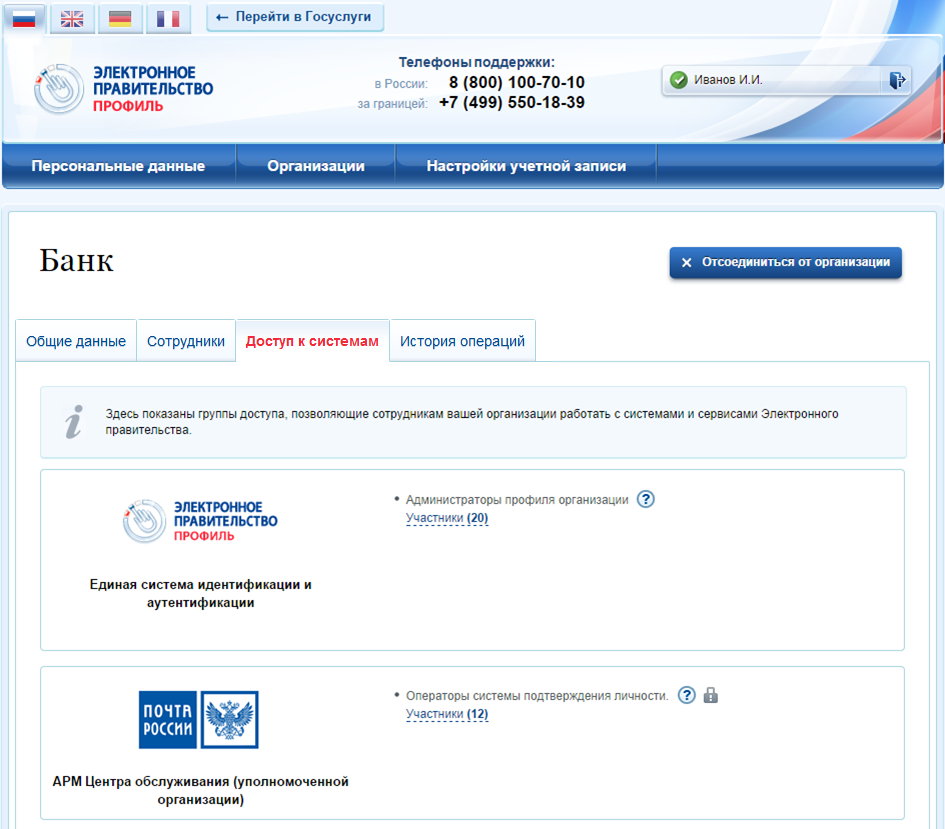 ← Перейти в Госуслуги
ЭЛЕКТРОННОЕ
ПРАВИТЕЛЬСТВО
ПРОФИЛЬ
Телефоны поддержки:
в России: 8 (800) 100-70-10
за границей: +7 (499) 550-18-39
Иванов И.И.
Персональные данные Организации Настройки учетной записи
Банк
× Отсоединиться от организации
Общие данные Сотрудники Доступ к системам История операций
i
Здесь показаны группы доступа, позволяющие сотрудникам вашей организации работать с системами и сервисами Электронного
правительства.
ЭЛЕКТРОННОЕ
ПРАВИТЕЛЬСТВО
ПРОФИЛЬ
Единая система идентификации и
аутентификации
• Администраторы профиля организации ?
Участники (20)
ПОЧТА
РОССИИ
АРМ Центра обслуживания (уполномоченной
организации)
• Операторы системы подтверждения личности. ?
Участники (12)